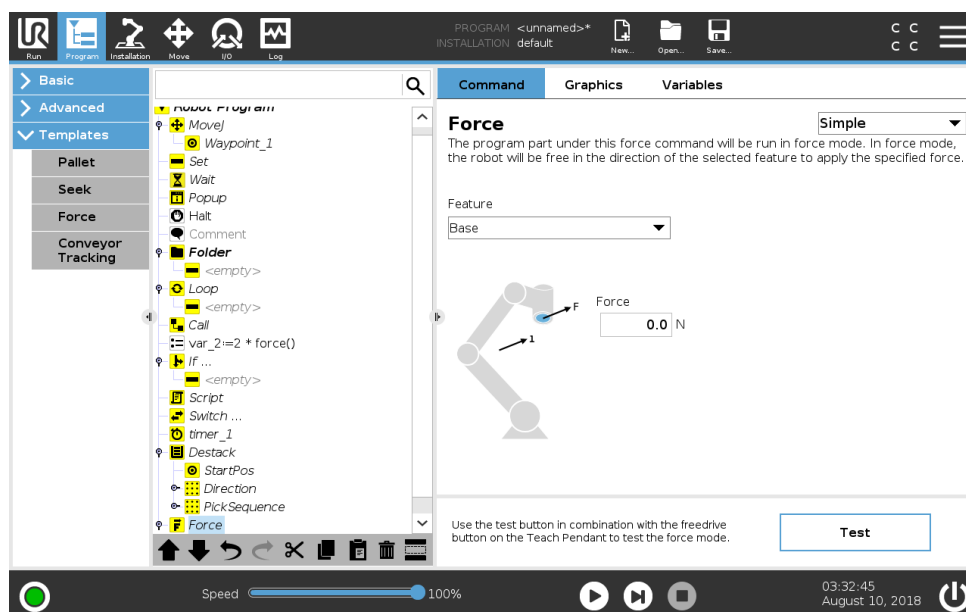 UR
PROGRAM <unnamed>*
INSTALLATION default
Run
Program
Installation
Move
I/O
Log
New...
Open...
Save...
C C
C C
Basic
Advanced
Templates
Pallet
Seek
Force
Conveyor
Tracking
Robot Program
MoveJ
Waypoint_1
Set
Wait
Popup
Halt
Comment
Folder
<empty>
Loop
<empty>
Call
var_2:=2 * force()
If ...
<empty>
Script
Switch ...
timer_1
Destack
StartPos
Direction
PickSequence
Force
Command
Graphics
Variables
Force
Simple
The program part under this force command will be run in force mode. In force mode,
the robot will be free in the direction of the selected feature to apply the specified force.
Feature
Base
F
1
Force
0.0 N
Use the test button in combination with the freedrive
button on the Teach Pendant to test the force mode.
Test
Speed
100%
03:32:45
August 10, 2018